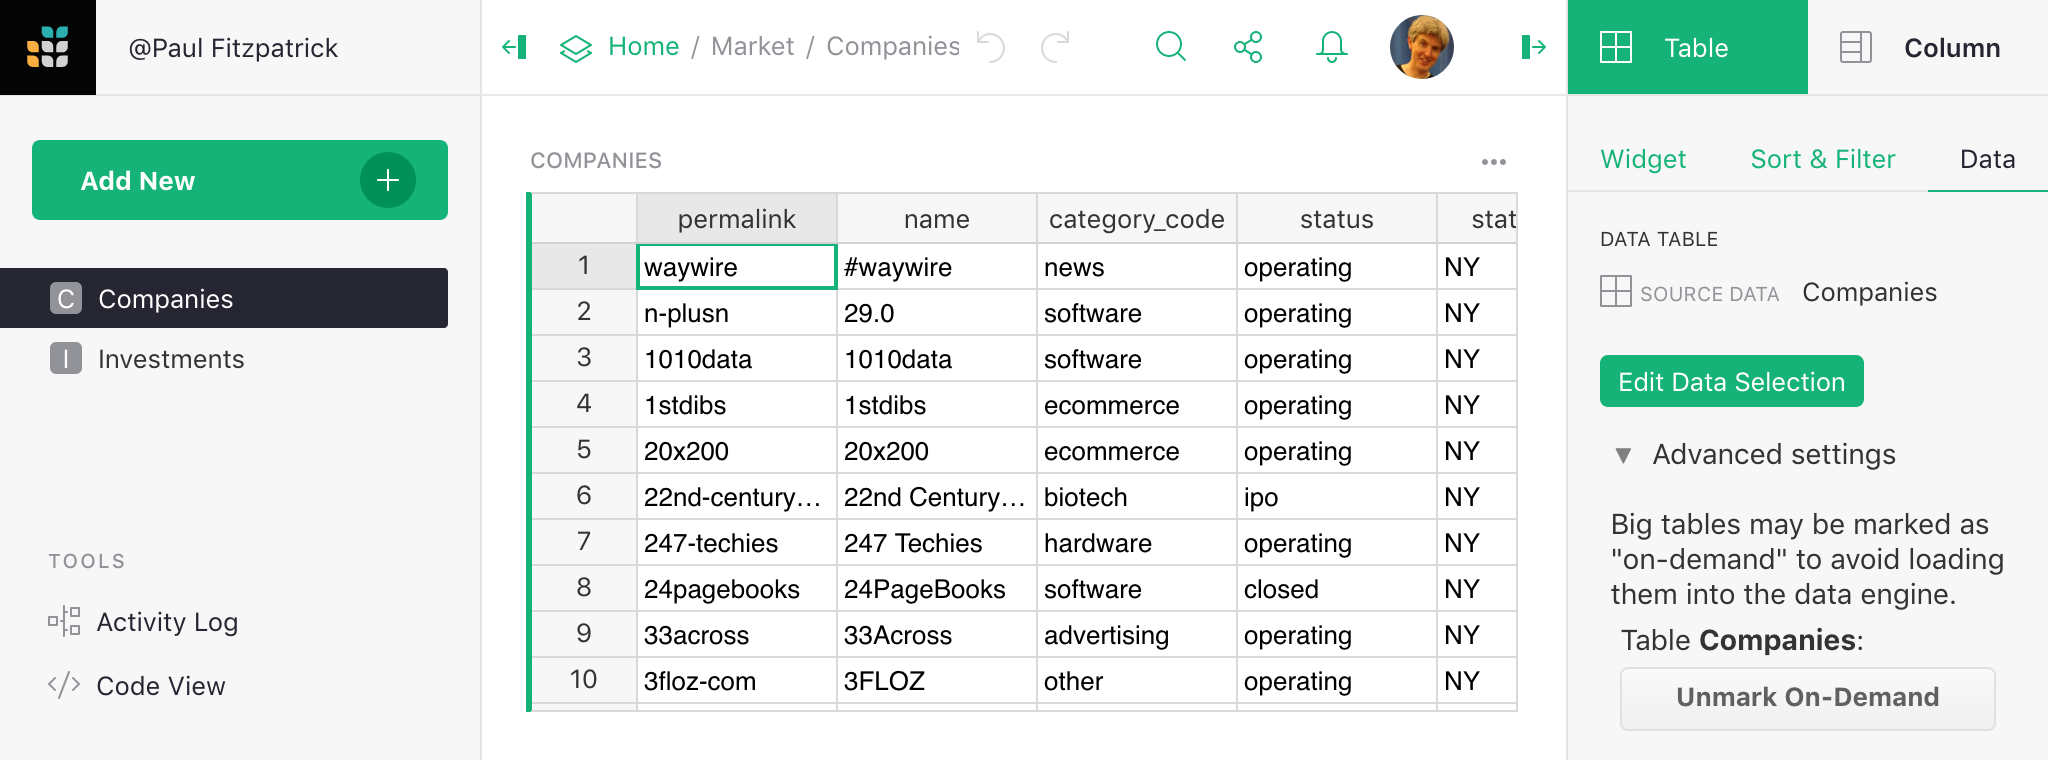 @Paul Fitzpatrick
Home / Market / Companies
Table
Column
Add New
Companies
Investments
TOOLS
Activity Log
Code View
COMPANIES
permalink name category_code status stat
1 waywire #waywire news operating NY
2 n-plusn 29.0 software operating NY
3 1010data 1010data software operating NY
4 1stdibs 1stdibs ecommerce operating NY
5 20x200 20x200 ecommerce operating NY
6 22nd-century... 22nd Century... biotech ipo NY
7 247-techies 247 Techies hardware operating NY
8 24pagebooks 24PageBooks software closed NY
9 33across 33Across advertising operating NY
10 3floz-com 3FLOZ other operating NY
Widget Sort & Filter Data
DATA TABLE
SOURCE DATA Companies
Edit Data Selection
▼ Advanced settings
Big tables may be marked as
"on-demand" to avoid loading
them into the data engine.
Table Companies:
Unmark On-Demand